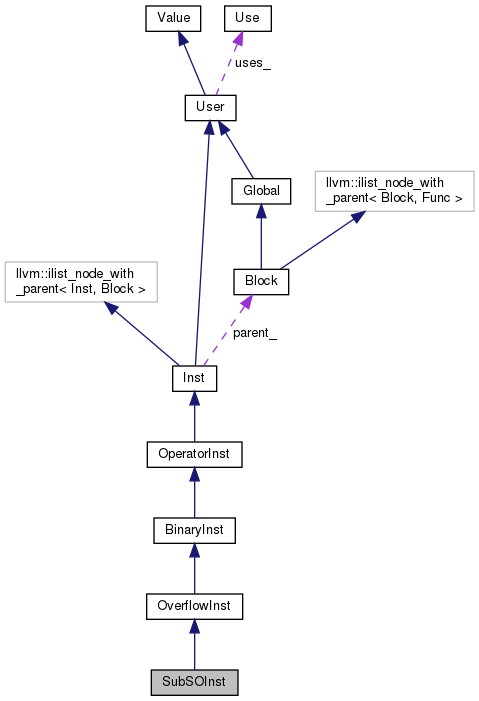 Value
Use
uses_
User
Global
llvm::ilist_node_with
_parent< Block, Func >
llvm::ilist_node_with
_parent< Inst, Block >
Block
parent_
Inst
OperatorInst
BinaryInst
OverflowInst
SubSOInst